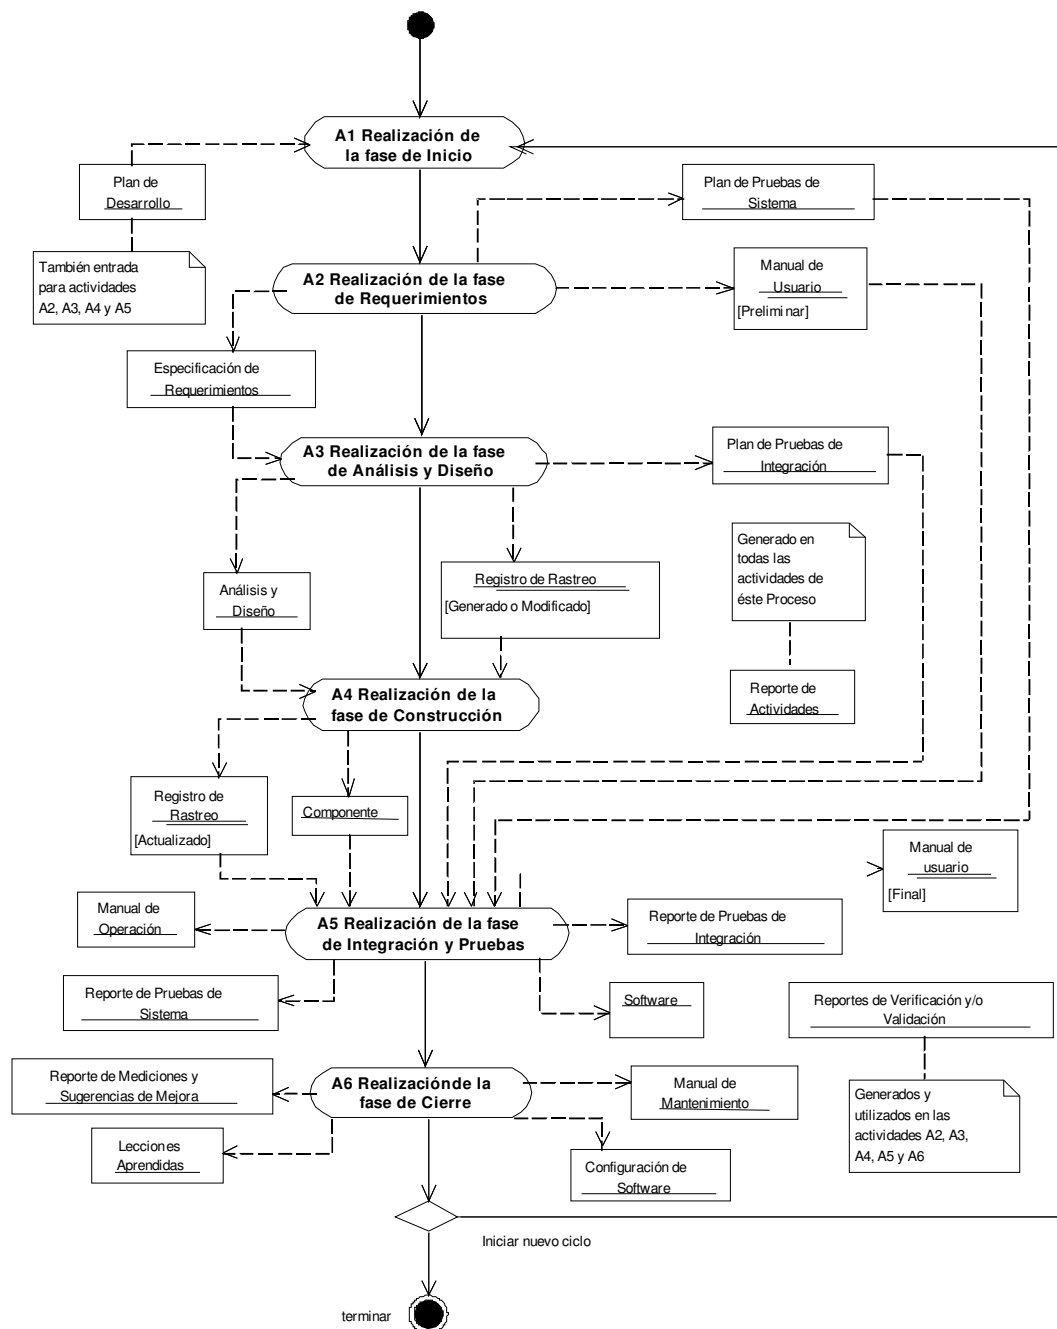 A1 Realización de
la fase de Inicio
Plan de
Desarrollo
Plan de Pruebas de
Sistema
También entrada
para actividades
A2, A3, A4 y A5
A2 Realización de la fase
de Requerimientos
Manual de
Usuario
[Preliminar]
Especificación de
Requerimientos
A3 Realización de la fase
de Análisis y Diseño
Plan de Pruebas de
Integración
Generado en
todas las
actividades de
éste Proceso
Análisis y
Diseño
Registro de Rastreo
[Generado o Modificado]
Reporte de
Actividades
A4 Realización de la
fase de Construcción
Registro de
Rastreo
[Actualizado]
Componente
Manual de
usuario
[Final]
Manual de
Operación
A5 Realización de la fase
de Integración y Pruebas
Reporte de Pruebas de
Integración
Reporte de Pruebas de
Sistema
Software
Reportes de Verificación y/o
Validación
Reporte de Mediciones y
Sugerencias de Mejora
A6 Realizaciónde la
fase de Cierre
Manual de
Mantenimiento
Generados y
utilizados en las
actividades A2, A3,
A4, A5 y A6
Lecciones
Aprendidas
Configuración de
Software
Iniciar nuevo ciclo
terminar